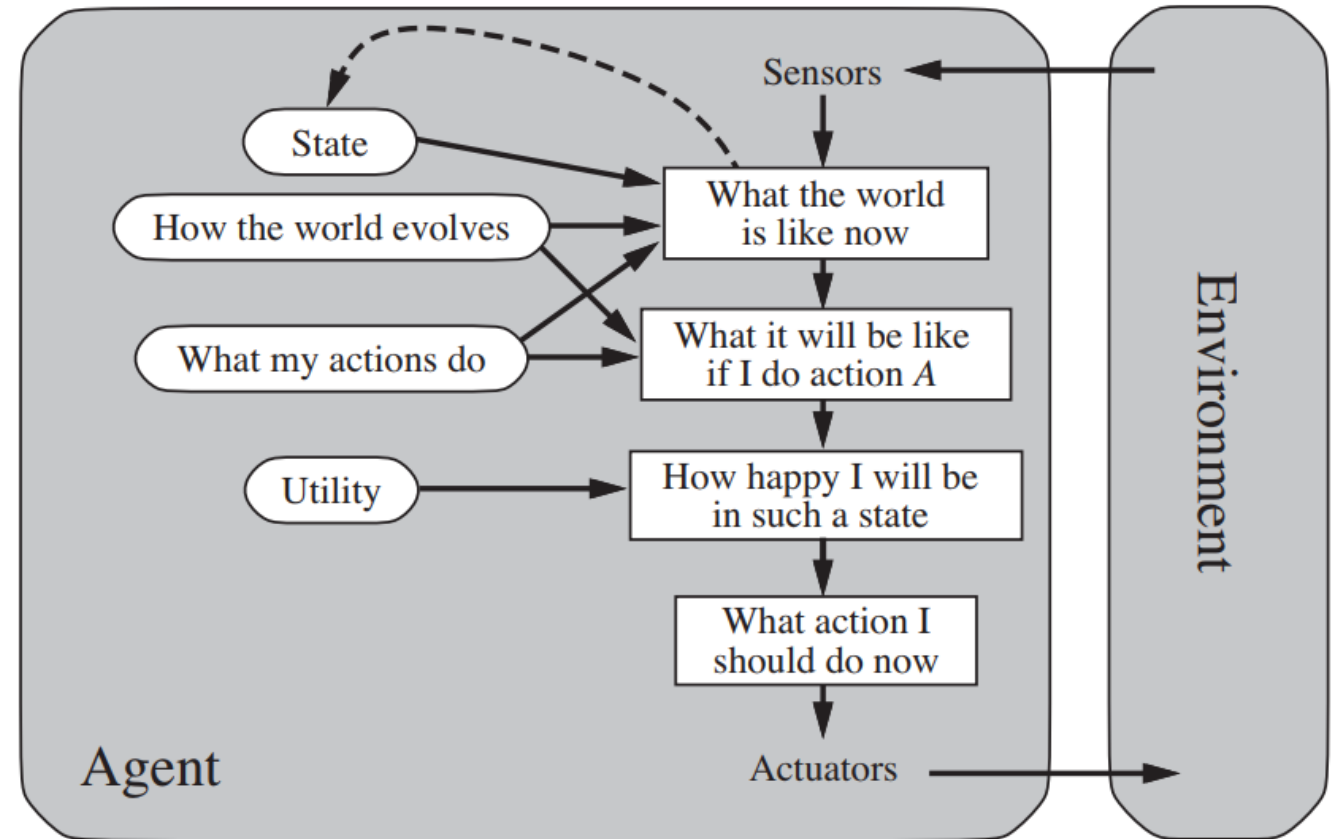 Sensors
State
What the world
is like now
How the world evolves
What it will be like
if I do action A
What my actions do
How happy I will be
in such a state
Utility
What action I
should do now
Agent
Actuators
Environment